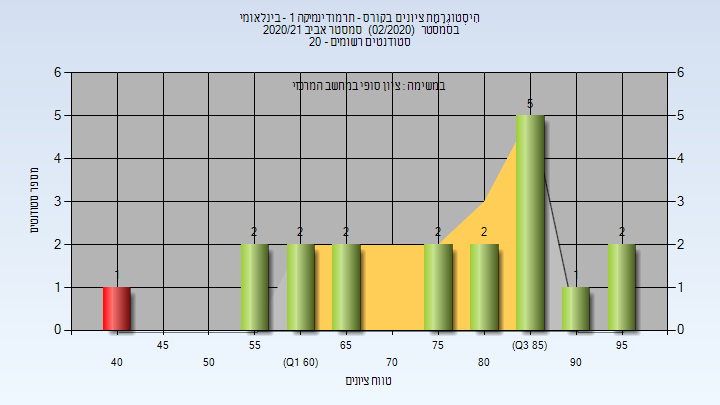 היסטוגרמת ציונים בקורס - תרמודינמיקה 1 - בינלאומי
בסמסטר (02/2020) סמסטר אביב 2020/21
סטודנטים רשומים - 20
במשימה : ציון סופי במחשב המרכזי
מספר סטודנטים
6 6
5 5
4 4
3 3
2 2
1 1
0 0
1 2 2 2 2 2 5 1 2
40 45 50 55 (Q1 60) 65 70 75 80 (Q3 85) 90 95
טווח ציונים